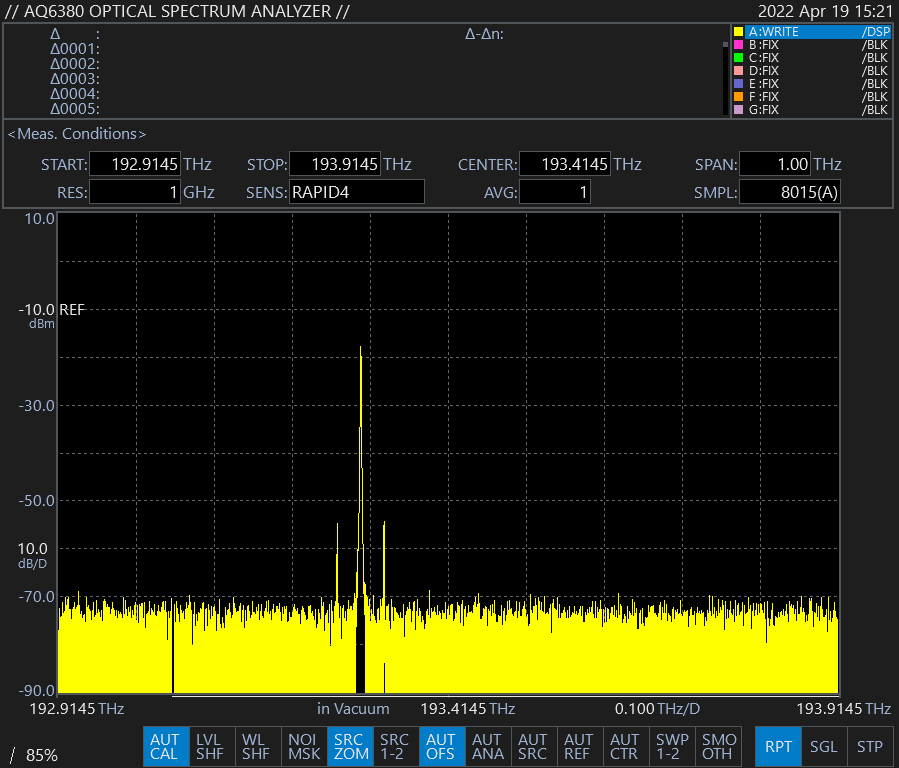 // AQ6380 OPTICAL SPECTRUM ANALYZER // 2022 Apr 19 15:21
Δ : Δ-Δn:
Δ0001:
Δ0002:
Δ0003:
Δ0004:
Δ0005:
A:WRITE /DSP
B:FIX /BLK
C:FIX /BLK
D:FIX /BLK
E:FIX /BLK
F:FIX /BLK
G:FIX /BLK
<Meas. Conditions>
START: 192.9145 THz STOP: 193.9145 THz CENTER: 193.4145 THz SPAN: 1.00 THz
RES: 1 GHz SENS: RAPID4 AVG: 1 SMPL: 8015(A)
10.0
-10.0 REF
dBm
-30.0
-50.0
10.0
dB/D
-70.0
-90.0
192.9145 THz in Vacuum 193.4145 THz 0.100 THz/D 193.9145 THz
/ 85%
AUT CAL
LVL SHF
WL SHF
NOI MSK
SRC ZOM
SRC 1-2
AUT OFS
AUT ANA
AUT SRC
AUT REF
AUT CTR
SWP 1-2
SMO OTH
RPT
SGL
STP